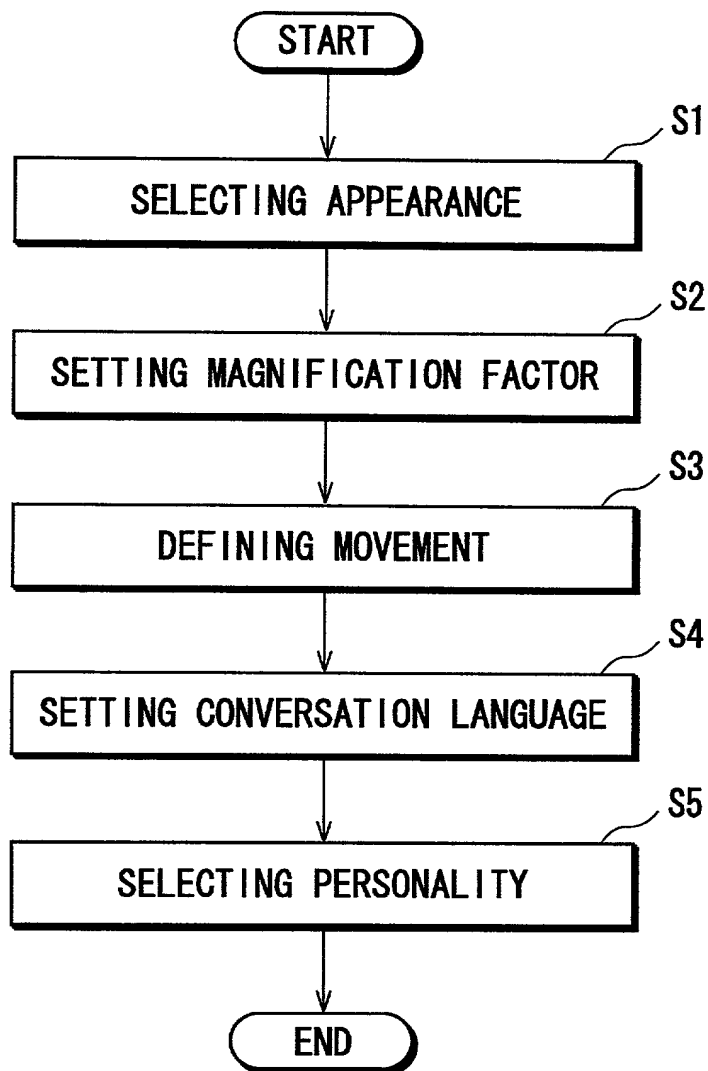 START
S1
SELECTING APPEARANCE
S2
SETTING MAGNIFICATION FACTOR
S3
DEFINING MOVEMENT
S4
SETTING CONVERSATION LANGUAGE
S5
SELECTING PERSONALITY
END